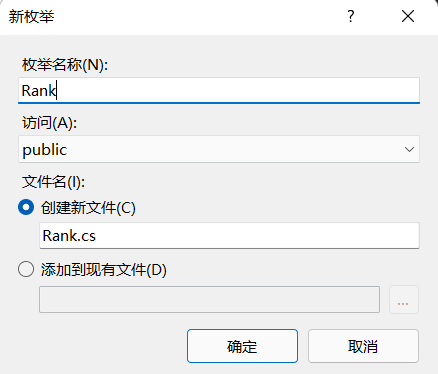 新枚举
?
枚举名称(N):
Rank
访问(A):
public
文件名(I):
创建新文件(C)
Rank.cs
添加到现有文件(D)
...
确定 取消